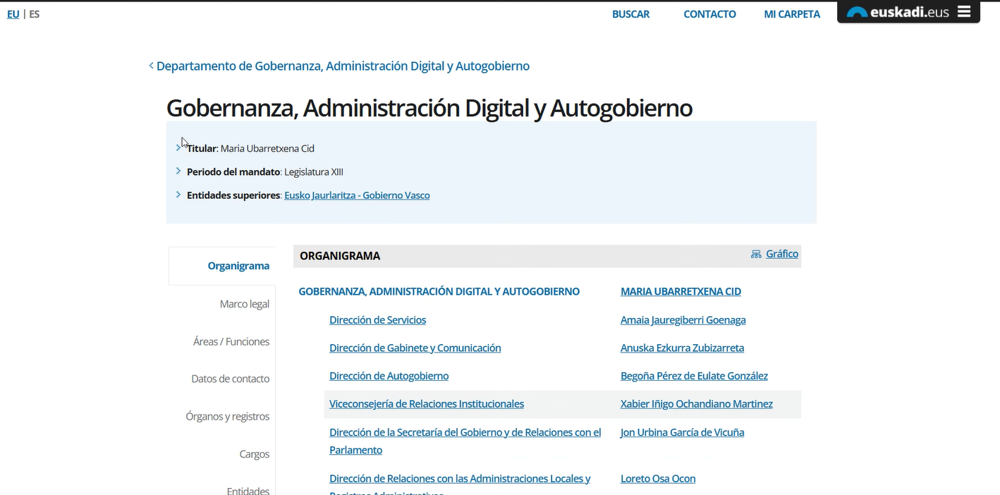 EU | ES
BUSCAR CONTACTO MI CARPETA euskadi.eus
Departamento de Gobernanza, Administración Digital y Autogobierno
Gobernanza, Administración Digital y Autogobierno
Titular: Maria Ubarretxena Cid
Periodo del mandato: Legislatura XIII
Entidades superiores: Eusko Jaurlaritza - Gobierno Vasco
Organigrama
Marco legal
Áreas / Funciones
Datos de contacto
Órganos y registros
Cargos
Entidades
ORGANIGRAMA Gráfico
GOBERNANZA, ADMINISTRACIÓN DIGITAL Y AUTOGOBIERNO MARIA UBARRETXENA CID
Dirección de Servicios Amaia Jauregiberri Goenaga
Dirección de Gabinete y Comunicación Anuska Ezkurra Zubizarreta
Dirección de Autogobierno Begoña Pérez de Eulate González
Viceconsejería de Relaciones Institucionales Xabier Iñigo Ochandiano Martinez
Dirección de la Secretaría del Gobierno y de Relaciones con el Jon Urbina García de Vicuña
Parlamento
Dirección de Relaciones con las Administraciones Locales y Loreto Osa Ocon
Registros Administrativos